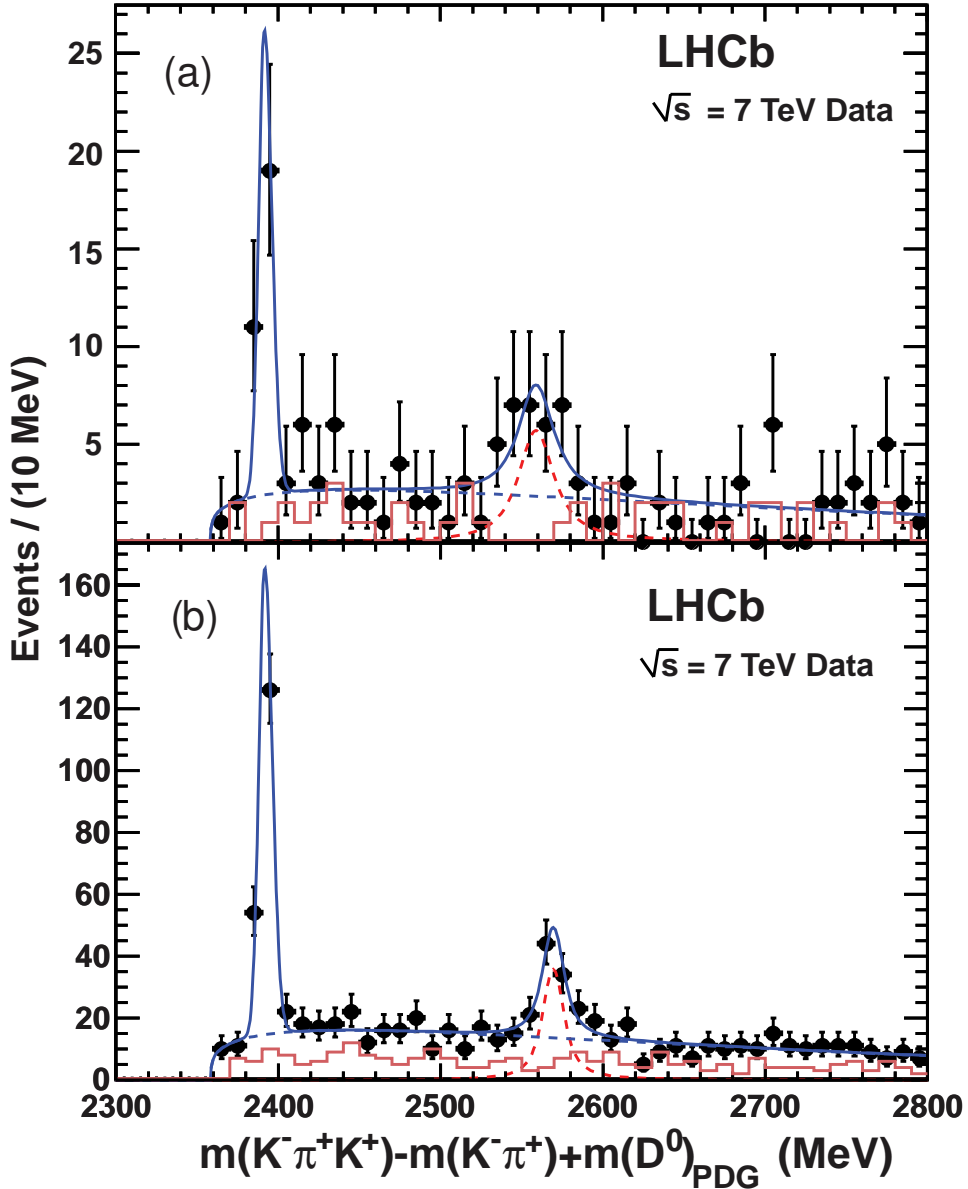 (a)
LHCb
√s = 7 TeV Data
25
20
15
10
5
Events / (10 MeV)
(b)
LHCb
√s = 7 TeV Data
160
140
120
100
80
60
40
20
0
2300 2400 2500 2600 2700 2800
m(K⁻π⁺K⁺)-m(K⁻π⁺)+m(D⁰)PDG (MeV)